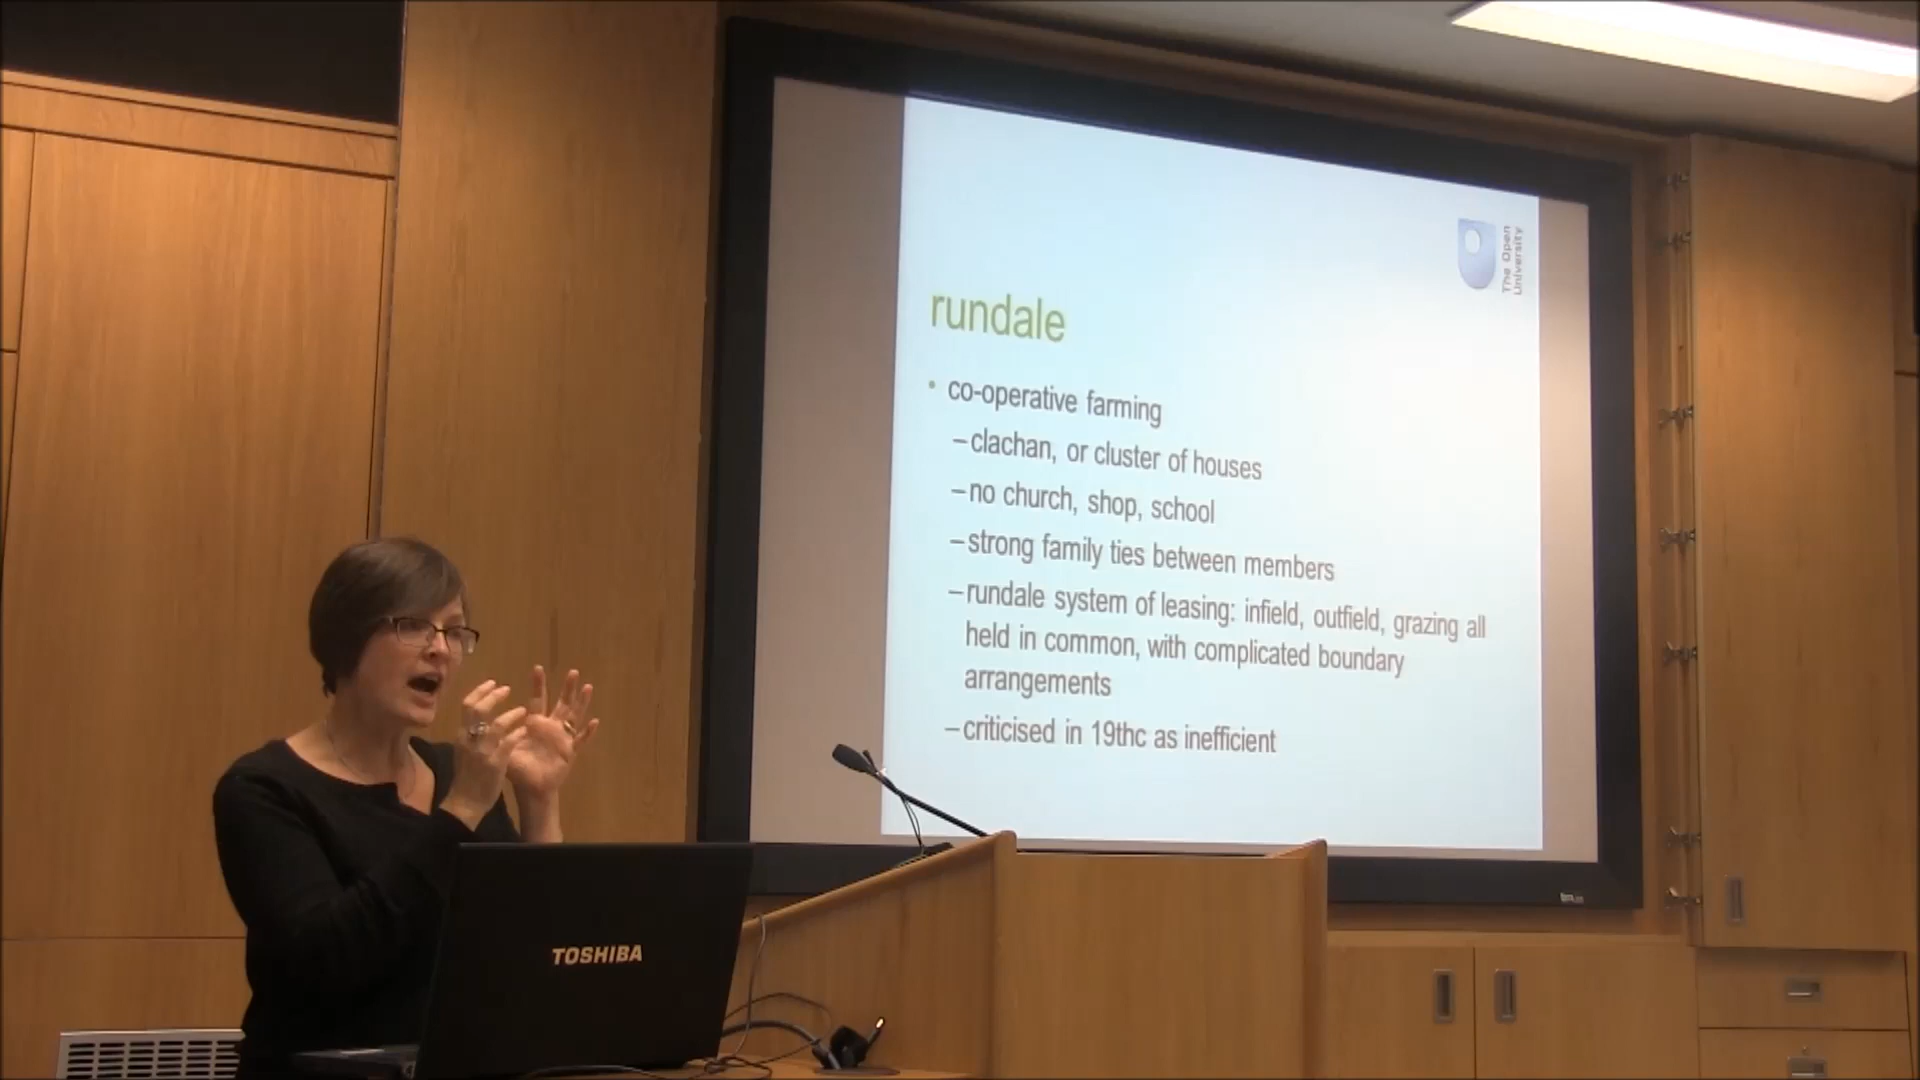 The Open
University
rundale
• co-operative farming
–clachan, or cluster of houses
–no church, shop, school
–strong family ties between members
–rundale system of leasing: infield, outfield, grazing all
held in common, with complicated boundary
arrangements
–criticised in 19thc as inefficient
TOSHIBA